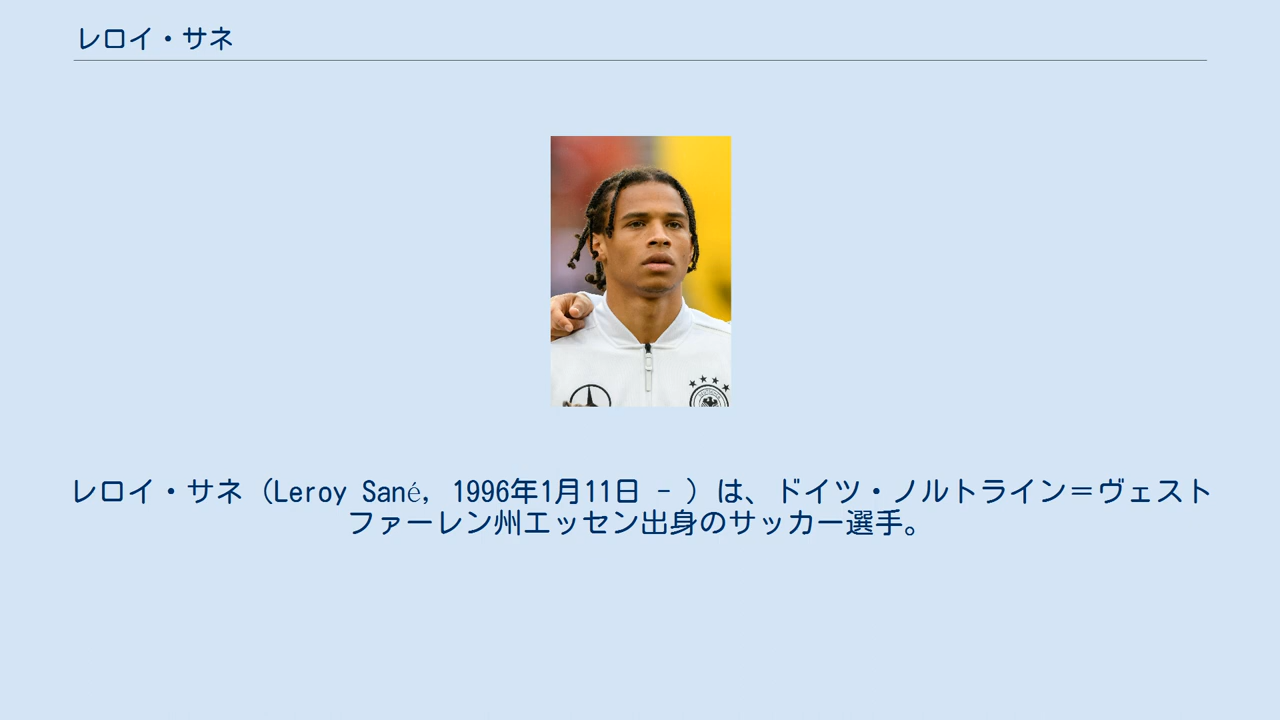 レロイ・サネ
レロイ・サネ（Leroy Sané, 1996年1月11日 - ）は、ドイツ・ノルトライン＝ヴェスト
ファーレン州エッセン出身のサッカー選手。